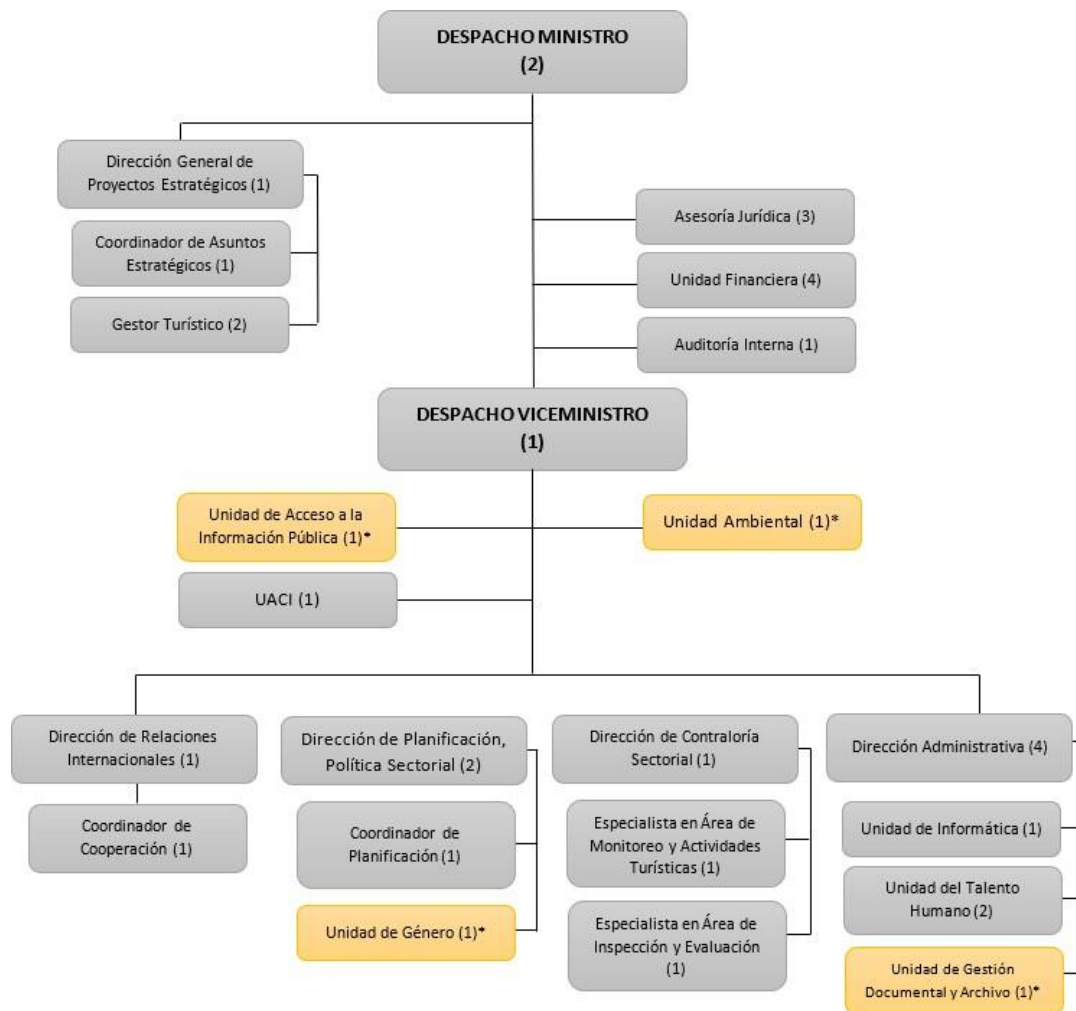 DESPACHO MINISTRO
(2)
Dirección General de
Proyectos Estratégicos (1)
Coordinador de Asuntos
Estratégicos (1)
Gestor Turístico (2)
Asesoría Jurídica (3)
Unidad Financiera (4)
Auditoría Interna (1)
DESPACHO VICEMINISTRO
(1)
Unidad de Acceso a la
Información Pública (1)*
Unidad Ambiental (1)*
UACI (1)
Dirección de Relaciones
Internacionales (1)
Coordinador de
Cooperación (1)
Dirección de Planificación,
Política Sectorial (2)
Coordinador de
Planificación (1)
Unidad de Género (1)*
Dirección de Contraloría
Sectorial (1)
Especialista en Área de
Monitoreo y Actividades
Turísticas (1)
Especialista en Área de
Inspección y Evaluación
(1)
Dirección Administrativa (4)
Unidad de Informática (1)
Unidad del Talento
Humano (2)
Unidad de Gestión
Documental y Archivo (1)*